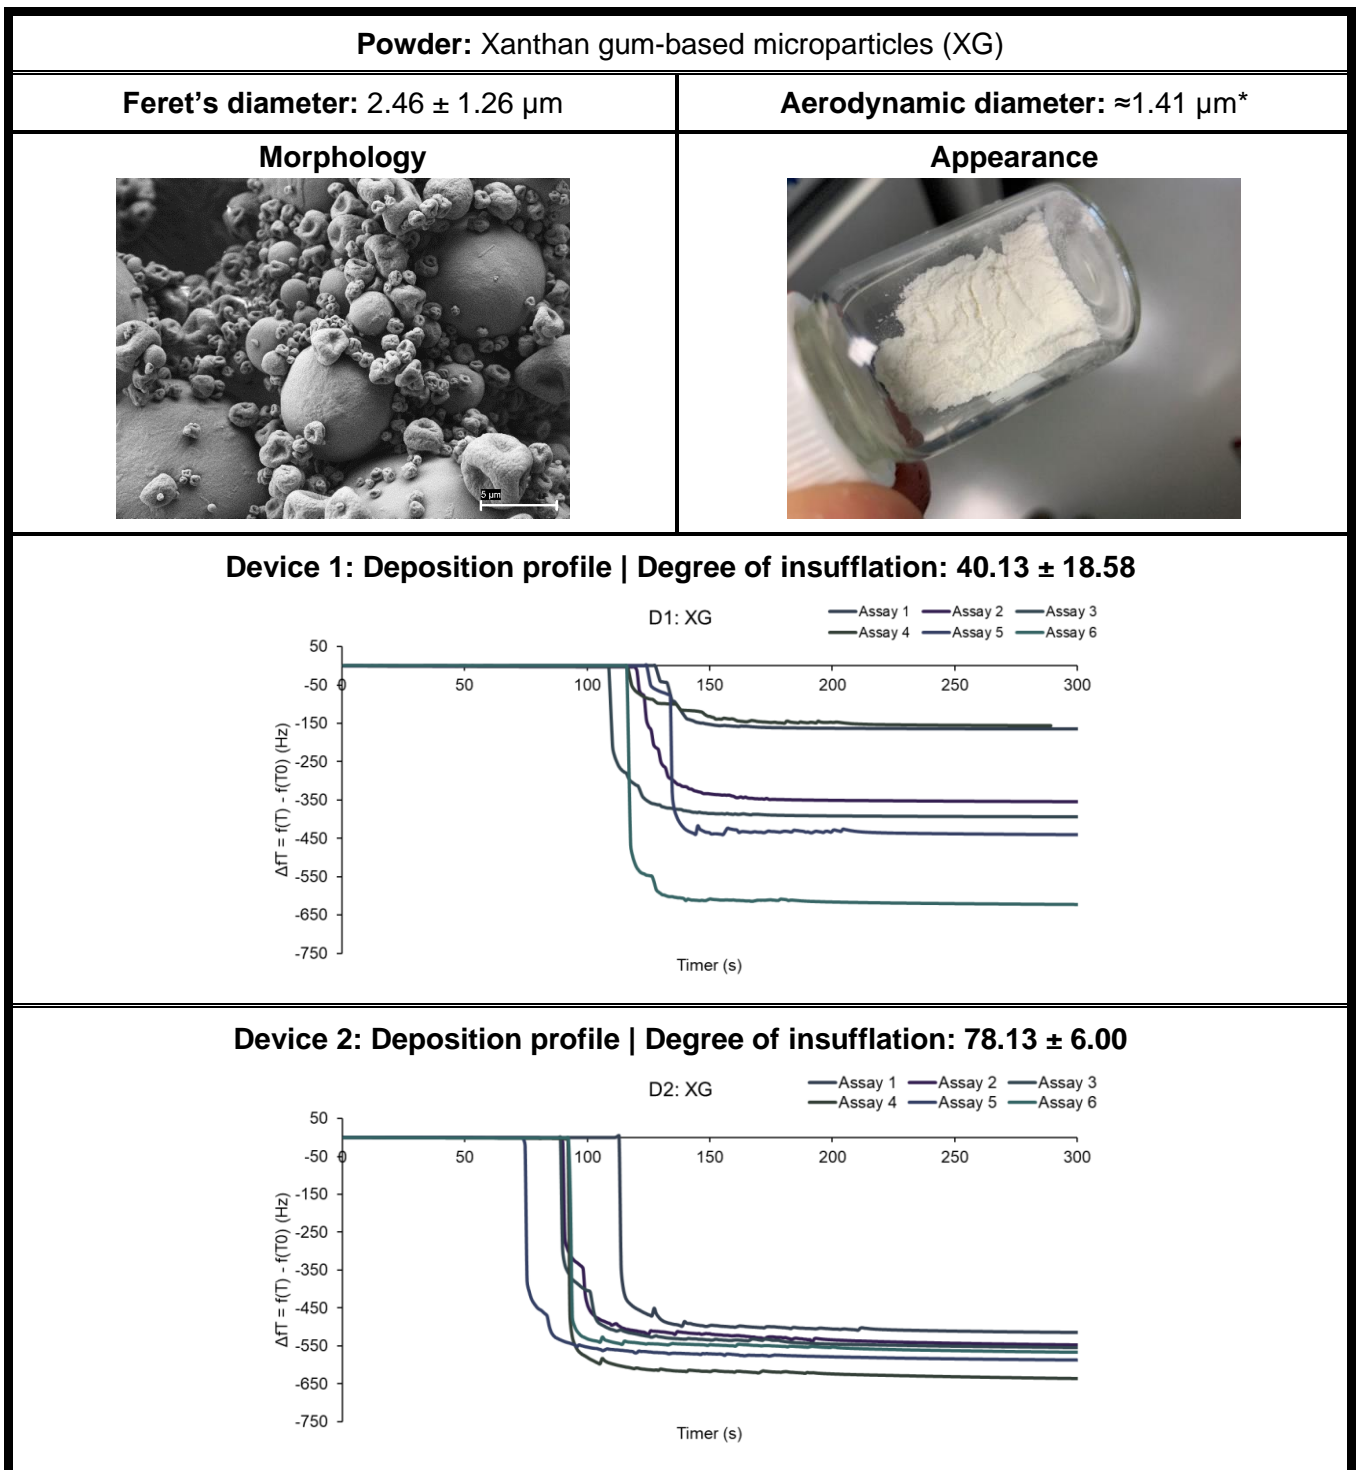 Powder: Xanthan gum-based microparticles (XG)
Feret's diameter: 2.46 ± 1.26 µm
Aerodynamic diameter: ≈1.41 µm*
Morphology
Appearance
5 µm
Device 1: Deposition profile | Degree of insufflation: 40.13 ± 18.58
D1: XG
Assay 1 Assay 2 Assay 3
Assay 4 Assay 5 Assay 6
50
-50
-150
-250
-350
-450
-550
-650
-750
0 50 100 150 200 250 300
ΔfT = f(T) - f(T0) (Hz)
Timer (s)
Device 2: Deposition profile | Degree of insufflation: 78.13 ± 6.00
D2: XG
Assay 1 Assay 2 Assay 3
Assay 4 Assay 5 Assay 6
50
-50
-150
-250
-350
-450
-550
-650
-750
0 50 100 150 200 250 300
ΔfT = f(T) - f(T0) (Hz)
Timer (s)